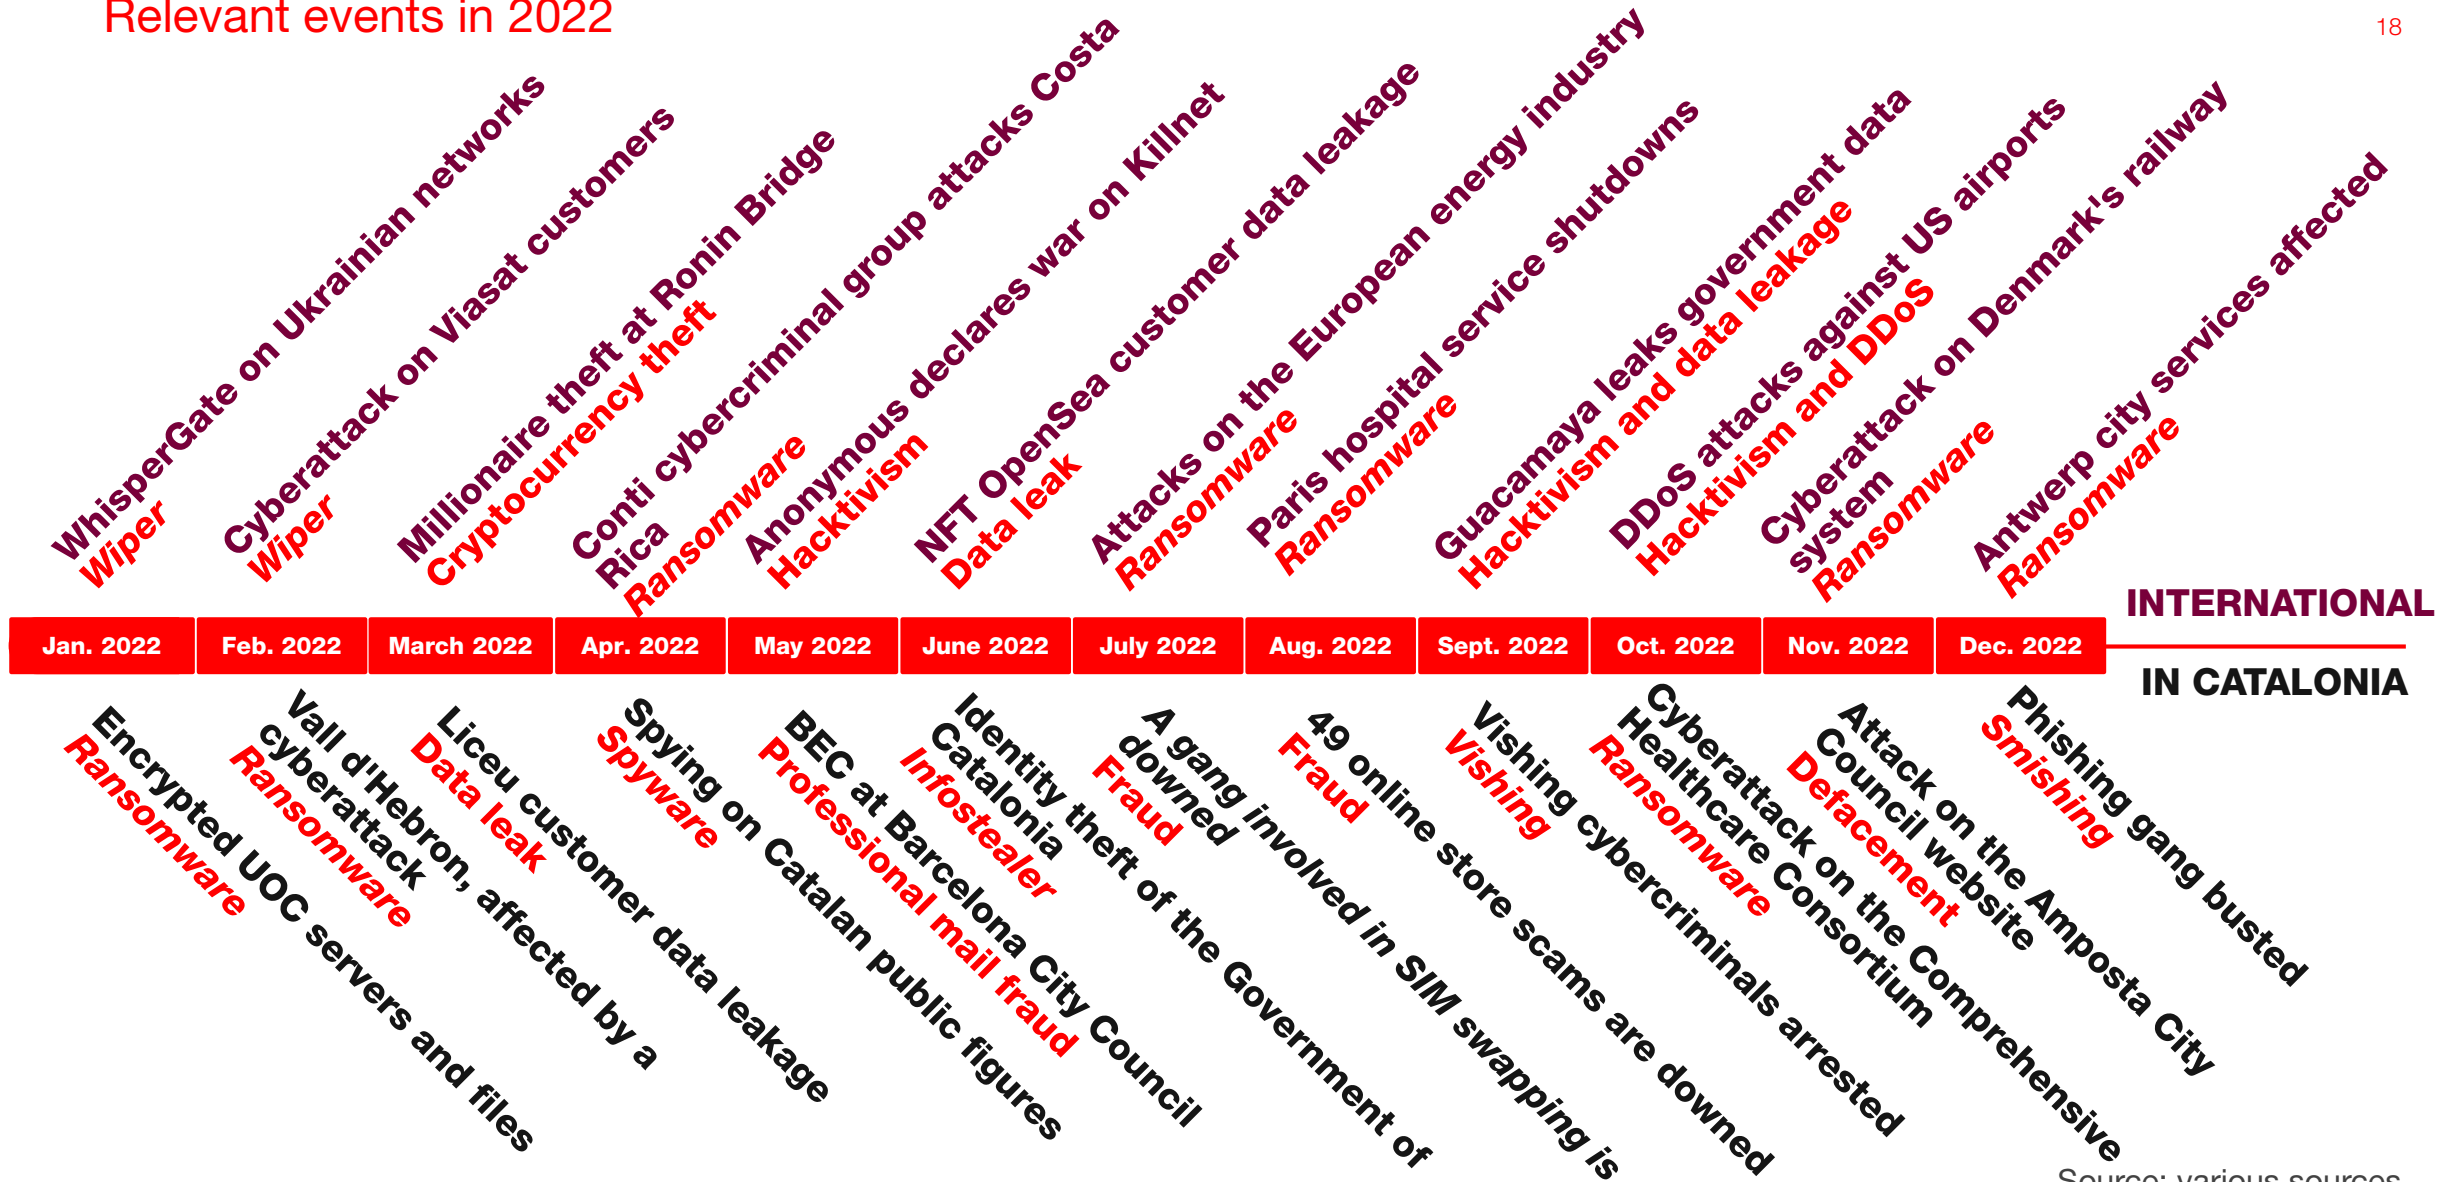 Relevant events in 2022
18
WhisperGate on Ukrainian networks
Wiper
Cyberattack on Viasat customers
Wiper
Millionaire theft at Ronin Bridge
Cryptocurrency theft
Conti cybercriminal group attacks Costa
Rica
Ransomware
Anonymous declares war on Killnet
Hacktivism
NFT OpenSea customer data leakage
Data leak
Attacks on the European energy industry
Ransomware
Paris hospital service shutdowns
Ransomware
Guacamaya leaks government data
Hacktivism and data leakage
DDoS attacks against US airports
Hacktivism and DDoS
Cyberattack on Denmark's railway
system
Ransomware
Antwerp city services affected
Ransomware
INTERNATIONAL
Jan. 2022
Feb. 2022
March 2022
Apr. 2022
May 2022
June 2022
July 2022
Aug. 2022
Sept. 2022
Oct. 2022
Nov. 2022
Dec. 2022
IN CATALONIA
Encrypted UOC servers and files
Ransomware
Vall d'Hebron, affected by a
cyberattack
Ransomware
Liceu customer data leakage
Data leak
Spying on Catalan public figures
Spyware
BEC at Barcelona City Council
Professional mail fraud
Identity theft of the Government of
Catalonia
Infostealer
A gang involved in SIM swapping is
downed
Fraud
49 online store scams are downed
Fraud
Vishing cybercriminals arrested
Vishing
Cyberattack on the Comprehensive
Healthcare Consortium
Ransomware
Attack on the Amposta City
Council website
Defacement
Phishing gang busted
Smishing
Source: various sources